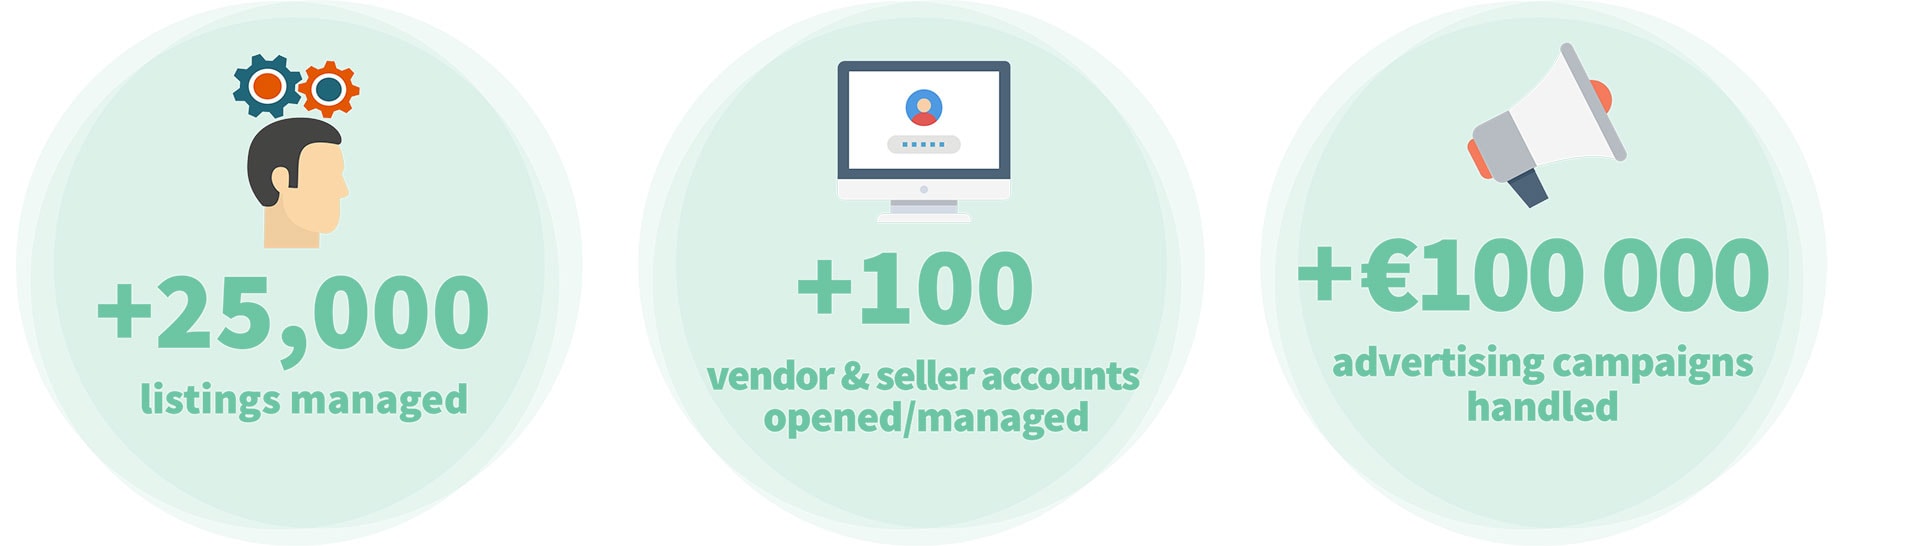 +25,000
listings managed
+100
vendor & seller accounts
opened/managed
+€100 000
advertising campaigns
handled